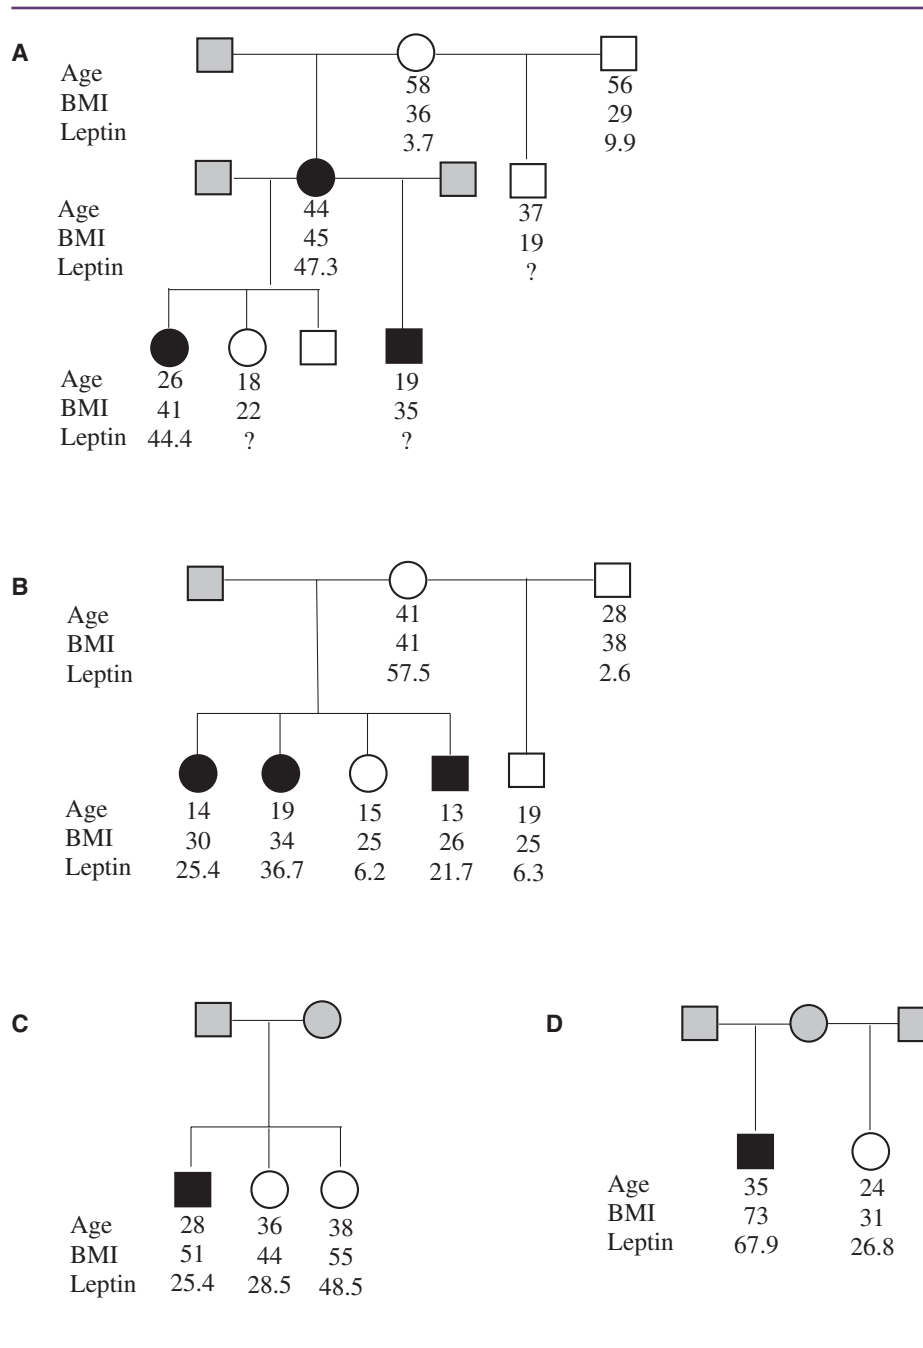 A
Age 58 56
BMI 36 29
Leptin 3.7 9.9
Age 44 37
BMI 45 19
Leptin 47.3 ?
Age 26 18 19
BMI 41 22 35
Leptin 44.4 ? ?
B
Age 41 28
BMI 41 38
Leptin 57.5 2.6
Age 14 19 15 13 19
BMI 30 34 25 26 25
Leptin 25.4 36.7 6.2 21.7 6.3
C
Age 28 36 38
BMI 51 44 55
Leptin 25.4 28.5 48.5
D
Age 35 24
BMI 73 31
Leptin 67.9 26.8